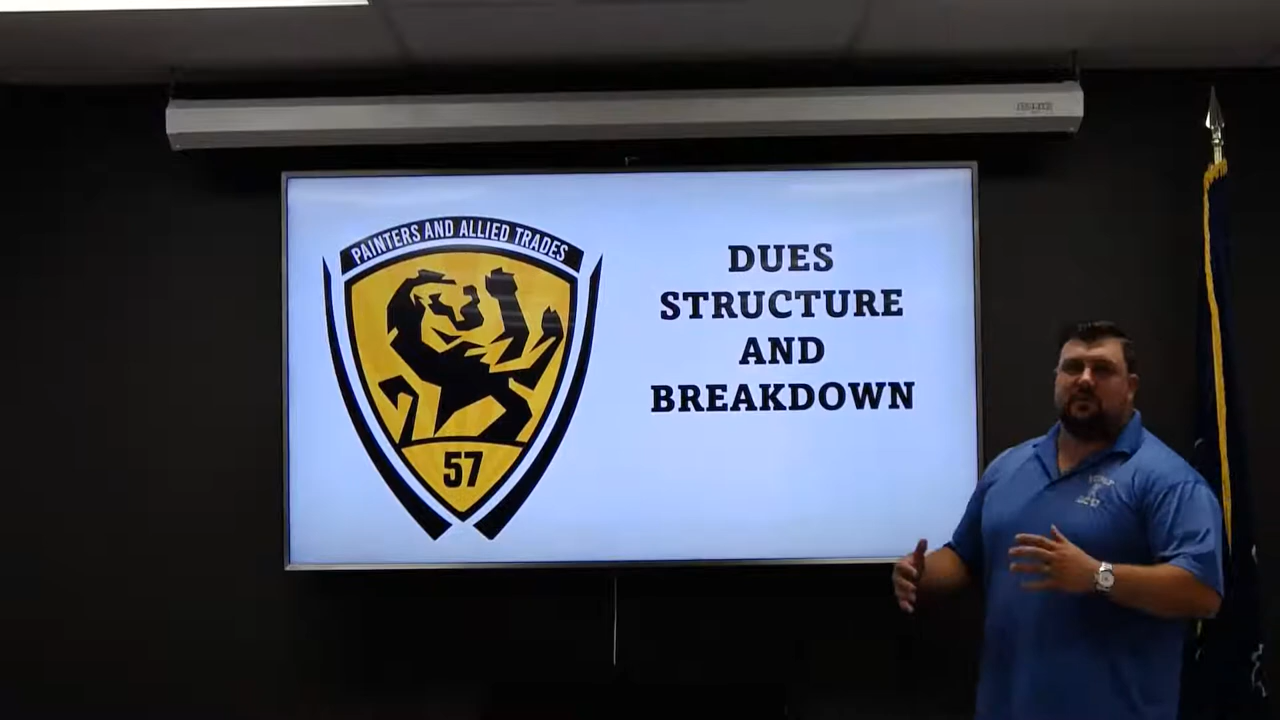 PAINTERS AND ALLIED TRADES
57
DUES
STRUCTURE
AND
BREAKDOWN